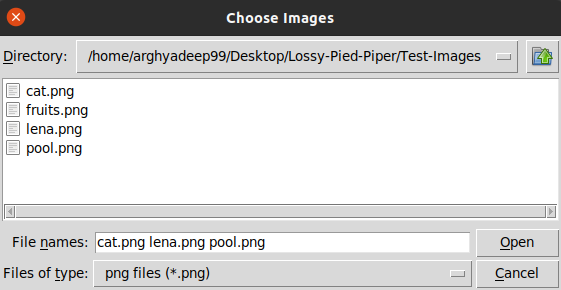 Choose Images
Directory: /home/arghyadeep99/Desktop/Lossy-Pied-Piper/Test-Images
cat.png
fruits.png
lena.png
pool.png
File names: cat.png lena.png pool.png Open
Files of type: png files (*.png) Cancel